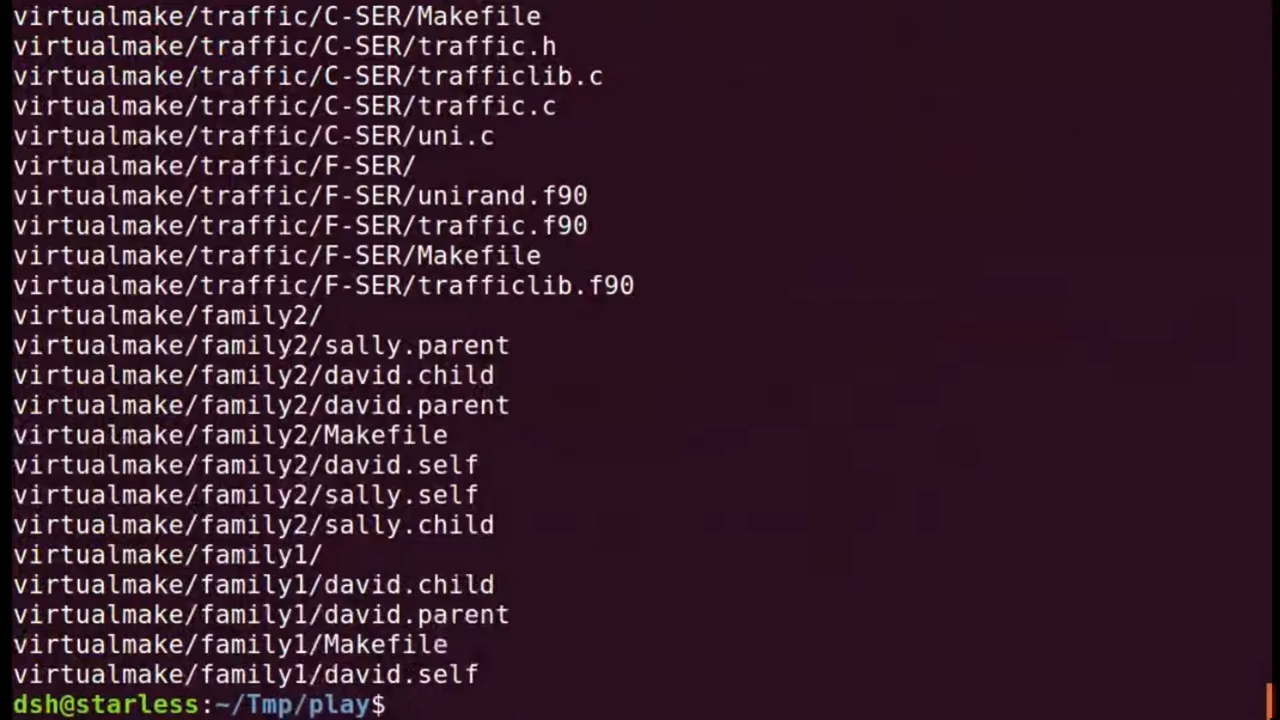 virtualmake/traffic/C-SER/Makefile
virtualmake/traffic/C-SER/traffic.h
virtualmake/traffic/C-SER/trafficlib.c
virtualmake/traffic/C-SER/traffic.c
virtualmake/traffic/C-SER/uni.c
virtualmake/traffic/F-SER/
virtualmake/traffic/F-SER/unirand.f90
virtualmake/traffic/F-SER/traffic.f90
virtualmake/traffic/F-SER/Makefile
virtualmake/traffic/F-SER/trafficlib.f90
virtualmake/family2/
virtualmake/family2/sally.parent
virtualmake/family2/david.child
virtualmake/family2/david.parent
virtualmake/family2/Makefile
virtualmake/family2/david.self
virtualmake/family2/sally.self
virtualmake/family2/sally.child
virtualmake/family1/
virtualmake/family1/david.child
virtualmake/family1/david.parent
virtualmake/family1/Makefile
virtualmake/family1/david.self
dsh@starless:~/Tmp/play$